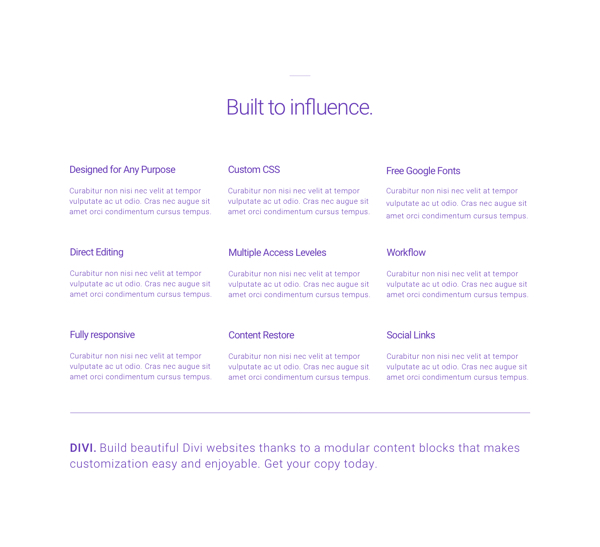 Built to influence.
Designed for Any Purpose
Curabitur non nisi nec velit at tempor
vulputate ac ut odio. Cras nec augue sit
amet orci condimentum cursus tempus.
Custom CSS
Curabitur non nisi nec velit at tempor
vulputate ac ut odio. Cras nec augue sit
amet orci condimentum cursus tempus.
Free Google Fonts
Curabitur non nisi nec velit at tempor
vulputate ac ut odio. Cras nec augue sit
amet orci condimentum cursus tempus.
Direct Editing
Curabitur non nisi nec velit at tempor
vulputate ac ut odio. Cras nec augue sit
amet orci condimentum cursus tempus.
Multiple Access Leveles
Curabitur non nisi nec velit at tempor
vulputate ac ut odio. Cras nec augue sit
amet orci condimentum cursus tempus.
Workflow
Curabitur non nisi nec velit at tempor
vulputate ac ut odio. Cras nec augue sit
amet orci condimentum cursus tempus.
Fully responsive
Curabitur non nisi nec velit at tempor
vulputate ac ut odio. Cras nec augue sit
amet orci condimentum cursus tempus.
Content Restore
Curabitur non nisi nec velit at tempor
vulputate ac ut odio. Cras nec augue sit
amet orci condimentum cursus tempus.
Social Links
Curabitur non nisi nec velit at tempor
vulputate ac ut odio. Cras nec augue sit
amet orci condimentum cursus tempus.
DIVI. Build beautiful Divi websites thanks to a modular content blocks that makes
customization easy and enjoyable. Get your copy today.